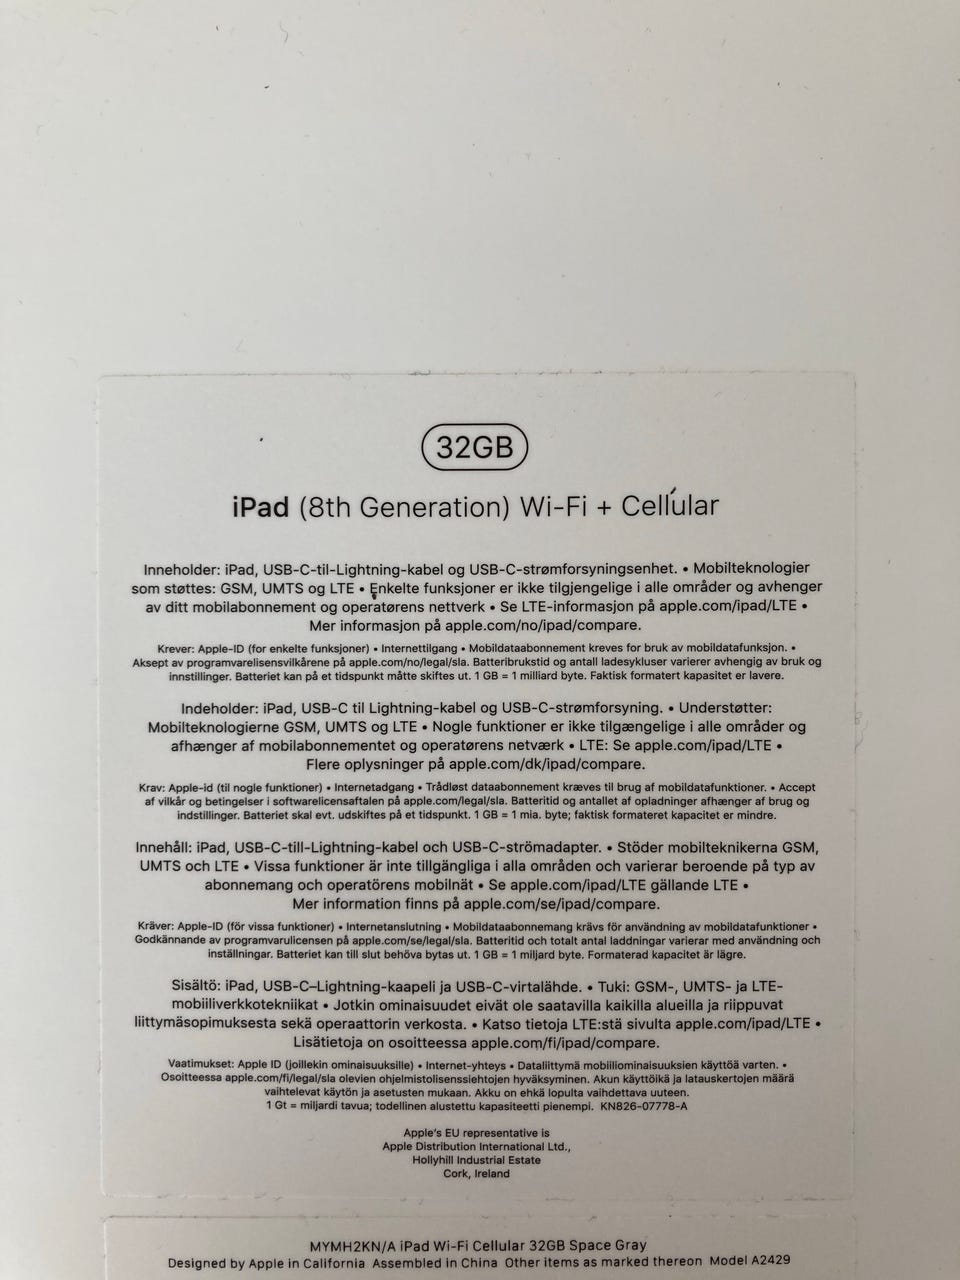 32GB
iPad (8th Generation) Wi-Fi + Cellular
Inneholder: iPad, USB-C-til-Lightning-kabel og USB-C-strømforsyningsenhet. • Mobilteknologier
som støttes: GSM, UMTS og LTE • Enkelte funksjoner er ikke tilgjengelige i alle områder og avhenger
av ditt mobilabonnement og operatørens nettverk • Se LTE-informasjon på apple.com/ipad/LTE •
Mer informasjon på apple.com/no/ipad/compare.
Krever: Apple-ID (for enkelte funksjoner) • Internettilgang • Mobildataabonnement kreves for bruk av mobildatafunksjon. •
Aksept av programvarelisensvilkårene på apple.com/no/legal/sla. Batteribrukstid og antall ladesykluser varierer avhengig av bruk og
innstillinger. Batteriet kan på et tidspunkt måtte skiftes ut. 1 GB = 1 milliard byte. Faktisk formatert kapasitet er lavere.
Indeholder: iPad, USB-C til Lightning-kabel og USB-C-strømforsyning. • Understøtter:
Mobilteknologierne GSM, UMTS og LTE • Nogle funktioner er ikke tilgængelige i alle områder og
afhænger af mobilabonnementet og operatørens netværk • LTE: Se apple.com/ipad/LTE •
Flere oplysninger på apple.com/dk/ipad/compare.
Krav: Apple-id (til nogle funktioner) • Internetadgang • Trådløst dataabonnement kræves til brug af mobildatafunktioner. • Accept
af vilkår og betingelser i softwarelicensaftalen på apple.com/legal/sla. Batteritid og antallet af opladninger afhænger af brug og
indstillinger. Batteriet skal evt. udskiftes på et tidspunkt. 1 GB = 1 mia. byte; faktisk formateret kapacitet er mindre.
Innehåll: iPad, USB-C-till-Lightning-kabel och USB-C-strömadapter. • Stöder mobilteknikerna GSM,
UMTS och LTE • Vissa funktioner är inte tillgängliga i alla områden och varierar beroende på typ av
abonnemang och operatörens mobilnät • Se apple.com/ipad/LTE gällande LTE •
Mer information finns på apple.com/se/ipad/compare.
Kräver: Apple-ID (för vissa funktioner) • Internetanslutning • Mobildataabonnemang krävs för användning av mobildatafunktioner •
Godkännande av programvarulicensen på apple.com/se/legal/sla. Batteritid och totalt antal laddningar varierar med användning och
inställningar. Batteriet kan till slut behöva bytas ut. 1 GB = 1 miljard byte. Formaterad kapacitet är lägre.
Sisältö: iPad, USB-C–Lightning-kaapeli ja USB-C-virtalähde. • Tuki: GSM-, UMTS- ja LTE-
mobiiliverkkotekniikat • Jotkin ominaisuudet eivät ole saatavilla kaikilla alueilla ja riippuvat
liittymäsopimuksesta sekä operaattorin verkosta. • Katso tietoja LTE:stä sivulta apple.com/ipad/LTE •
Lisätietoja on osoitteessa apple.com/fi/ipad/compare.
Vaatimukset: Apple ID (joillekin ominaisuuksille) • Internet-yhteys • Dataliittymä mobiiliominaisuuksien käyttöä varten. •
Osoitteessa apple.com/fi/legal/sla olevien ohjelmistolisenssiehtojen hyväksyminen. Akun käyttöikä ja latauskertojen määrä
vaihtelevat käytön ja asetusten mukaan. Akku on ehkä lopulta vaihdettava uuteen.
1 Gt = miljardi tavua; todellinen alustettu kapasiteetti pienempi. KN826-07778-A
Apple's EU representative is
Apple Distribution International Ltd.,
Hollyhill Industrial Estate
Cork, Ireland
MYMH2KN/A iPad Wi-Fi Cellular 32GB Space Gray
Designed by Apple in California Assembled in China Other items as marked thereon Model A2429